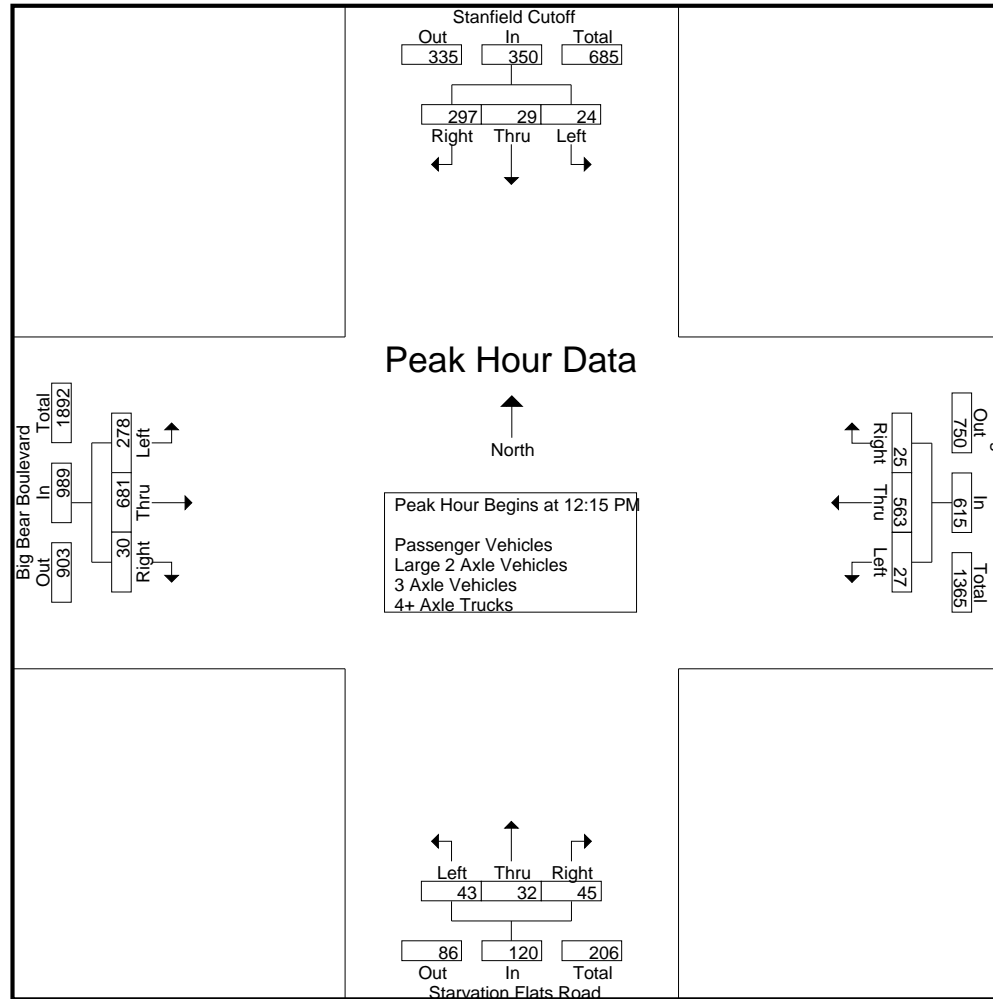 Stanfield Cutoff
Out In Total
335 350 685
297 29 24
Right Thru Left
Peak Hour Data
North
Peak Hour Begins at 12:15 PM
Passenger Vehicles
Large 2 Axle Vehicles
3 Axle Vehicles
4+ Axle Trucks
Big Bear Boulevard
Out In Total
903 989 1892
30 681 278
Right Thru Left
Out In Total
750 615 1365
25 563 27
Right Thru Left
Left Thru Right
43 32 45
86 120 206
Out In Total
Starvation Flats Road